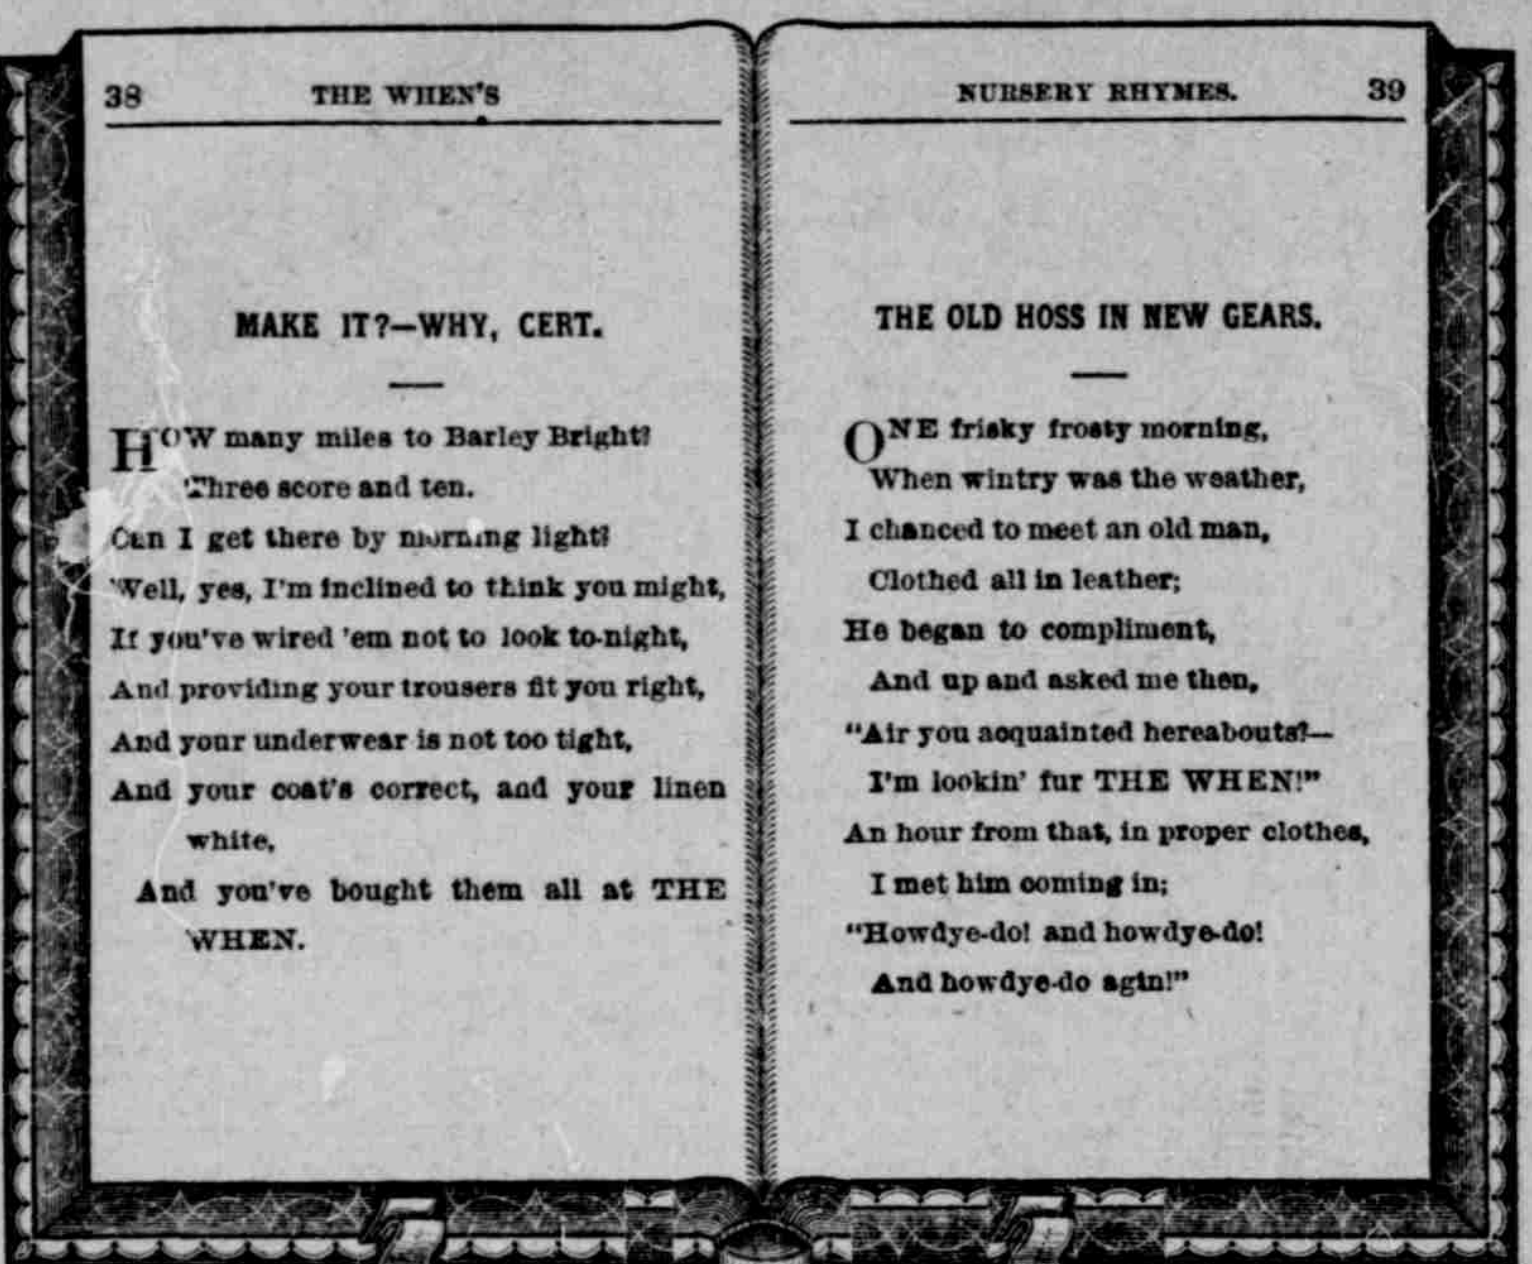 38 THE WHEN'S
MAKE IT?—WHY, CERT.
HOW many miles to Barley Bright?
Three score and ten.
Can I get there by morning light?
Well, yes, I'm inclined to think you might,
If you've wired 'em not to look to-night,
And providing your trousers fit you right,
And your underwear is not too tight,
And your coat's correct, and your linen
white,
And you've bought them all at THE
WHEN.
NURSERY RHYMES. 39
THE OLD HOSS IN NEW GEARS.
ONE frisky frosty morning,
When wintry was the weather,
I chanced to meet an old man,
Clothed all in leather;
He began to compliment,
And up and asked me then,
"Air you acquainted hereabouts?—
I'm lookin' fur THE WHEN!"
An hour from that, in proper clothes,
I met him coming in;
"Howdye-do! and howdye-do!
And howdye-do agin!"